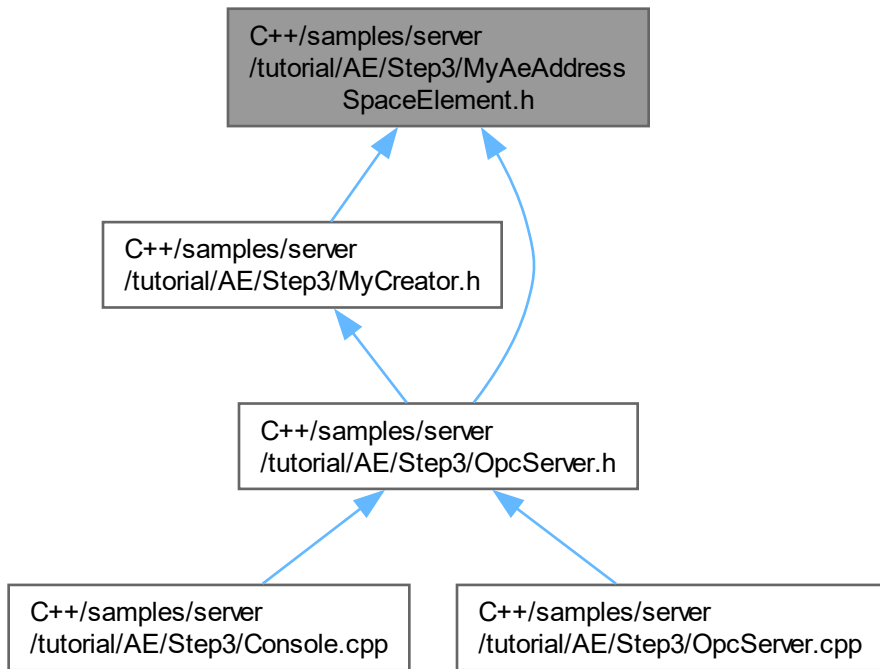 C++/samples/server
/tutorial/AE/Step3/MyAeAddress
SpaceElement.h
C++/samples/server
/tutorial/AE/Step3/MyCreator.h
C++/samples/server
/tutorial/AE/Step3/OpcServer.h
C++/samples/server
/tutorial/AE/Step3/Console.cpp
C++/samples/server
/tutorial/AE/Step3/OpcServer.cpp